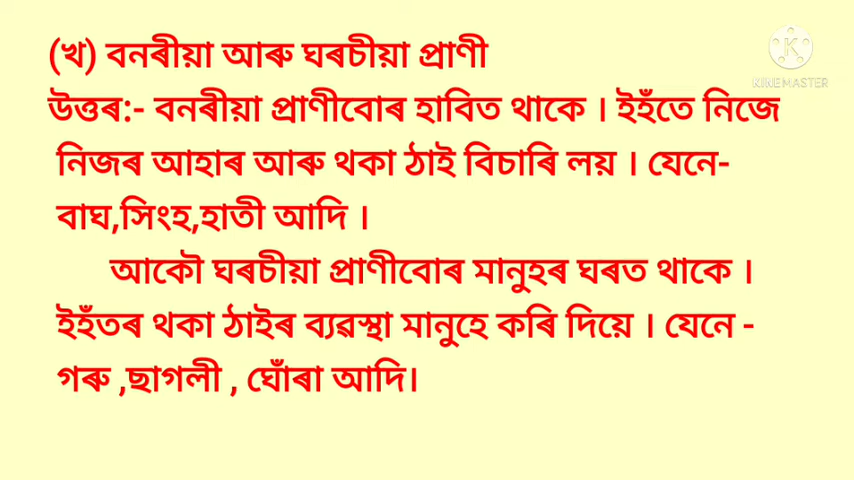 (খ) বনৰীয়া আৰু ঘৰচীয়া প্ৰাণী
KINEMASTER
উত্তৰ:- বনৰীয়া প্ৰাণীবোৰ হাবিত থাকে । ইহঁতে নিজে
নিজৰ আহাৰ আৰু থকা ঠাই বিচাৰি লয় । যেনে-
বাঘ,সিংহ,হাতী আদি ।
আকৌ ঘৰচীয়া প্ৰাণীবোৰ মানুহৰ ঘৰত থাকে ।
ইহঁতৰ থকা ঠাইৰ ব্যৱস্থা মানুহে কৰি দিয়ে । যেনে -
গৰু ,ছাগলী , ঘোঁৰা আদি।